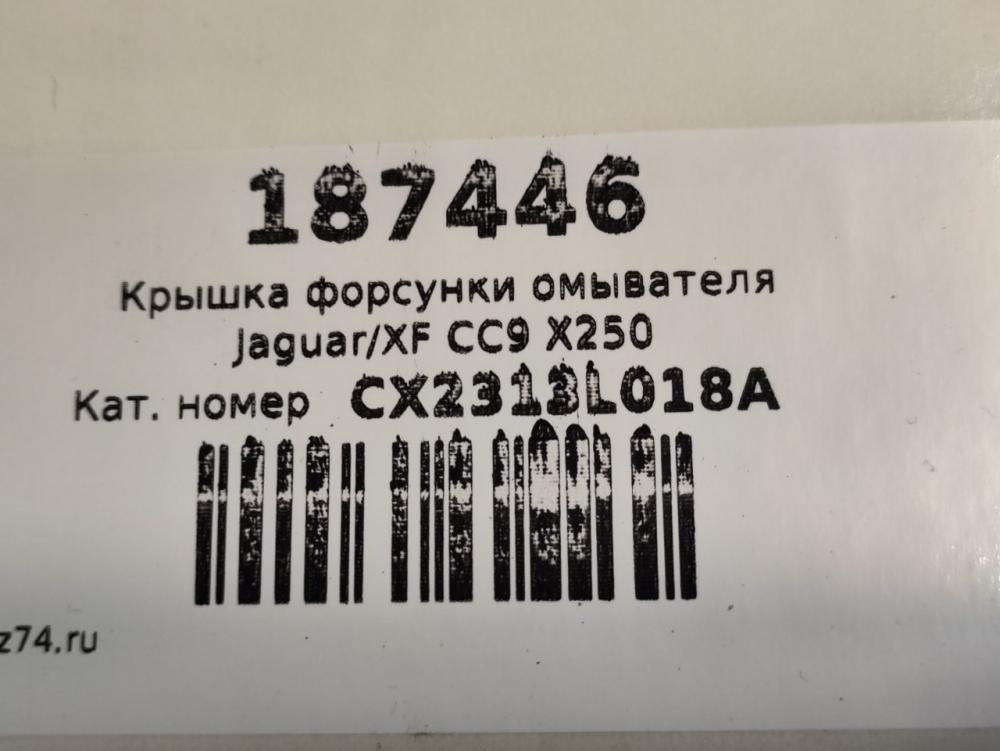 187446
Крышка форсунки омывателя
Jaguar/XF CC9 X250
Кат. номер CX2313L018A
z74.ru